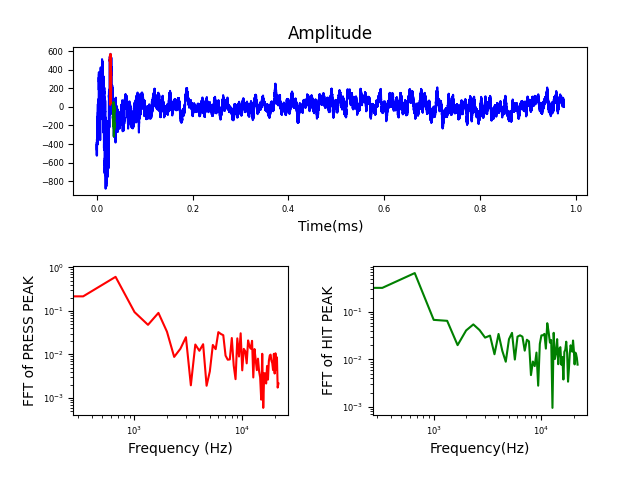 Amplitude
600
400
200
0
−200
−400
−600
−800
0.0 0.2 0.4 0.6 0.8 1.0
Time(ms)
FFT of PRESS PEAK
10⁰
10⁻¹
10⁻²
10⁻³
10³ 10⁴
Frequency (Hz)
FFT of HIT PEAK
10⁻¹
10⁻²
10⁻³
10³ 10⁴
Frequency(Hz)